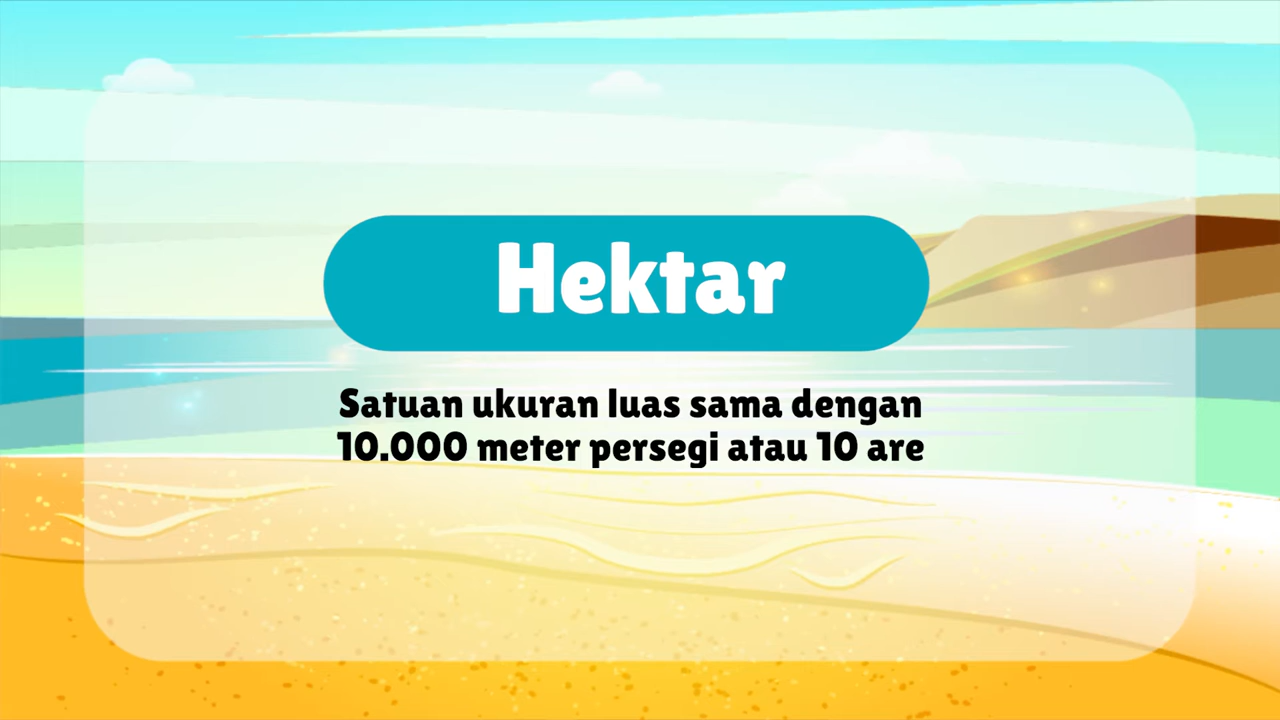 Hektar
Satuan ukuran luas sama dengan
10.000 meter persegi atau 10 are